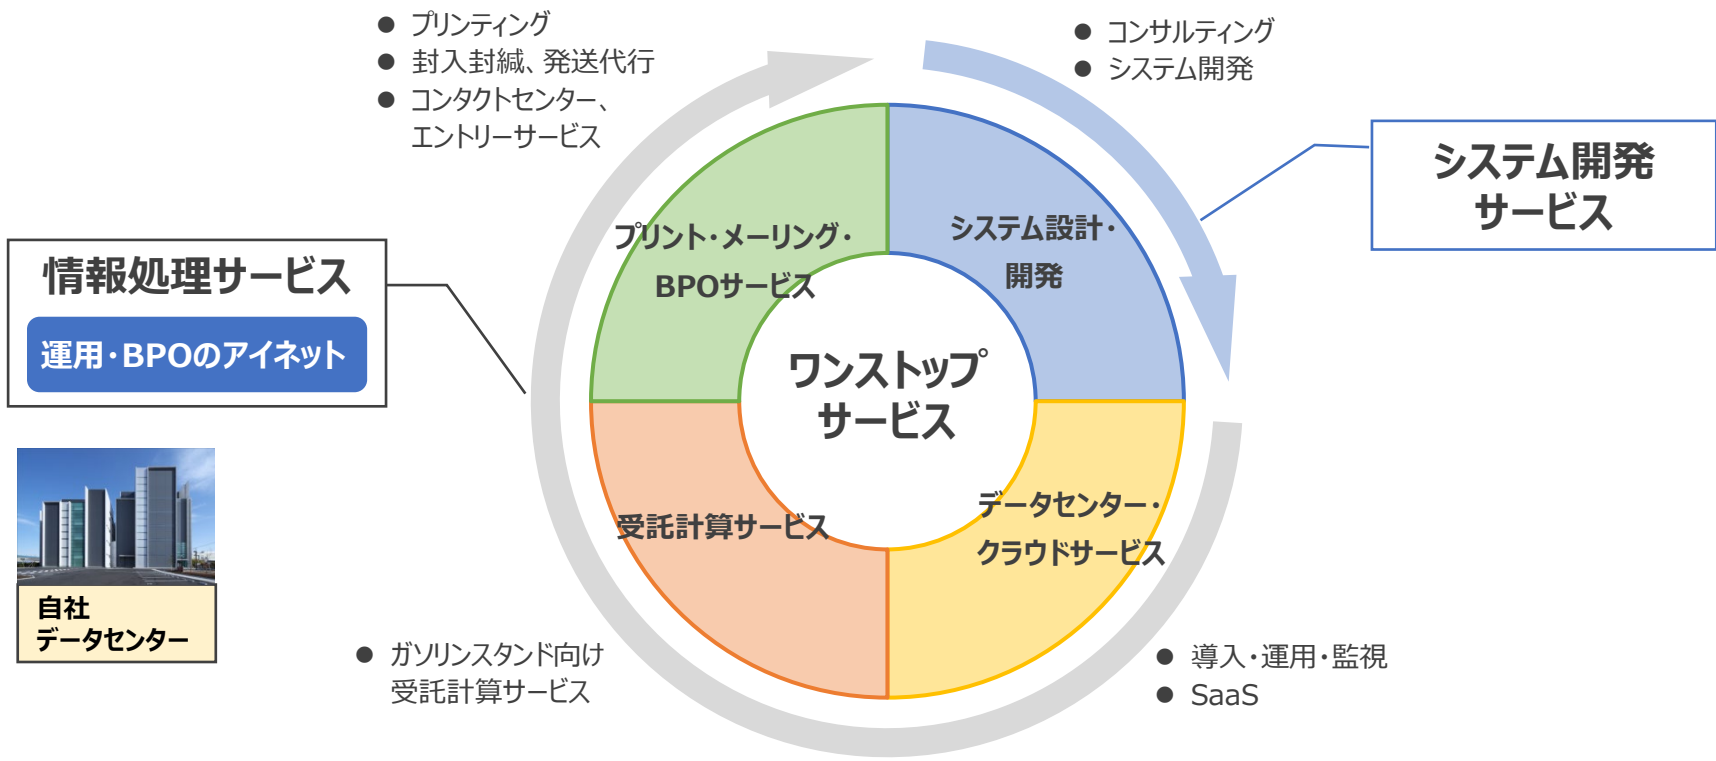 ● プリンティング
● 封入封緘、発送代行
● コンタクトセンター、
エントリーサービス
● コンサルティング
● システム開発
システム開発
サービス
プリント・メーリング・
BPOサービス
システム設計・
開発
情報処理サービス
運用・BPOのアイネット
ワンストップ
サービス
受託計算サービス
データセンター・
クラウドサービス
自社
データセンター
● ガソリンスタンド向け
受託計算サービス
● 導入・運用・監視
● SaaS